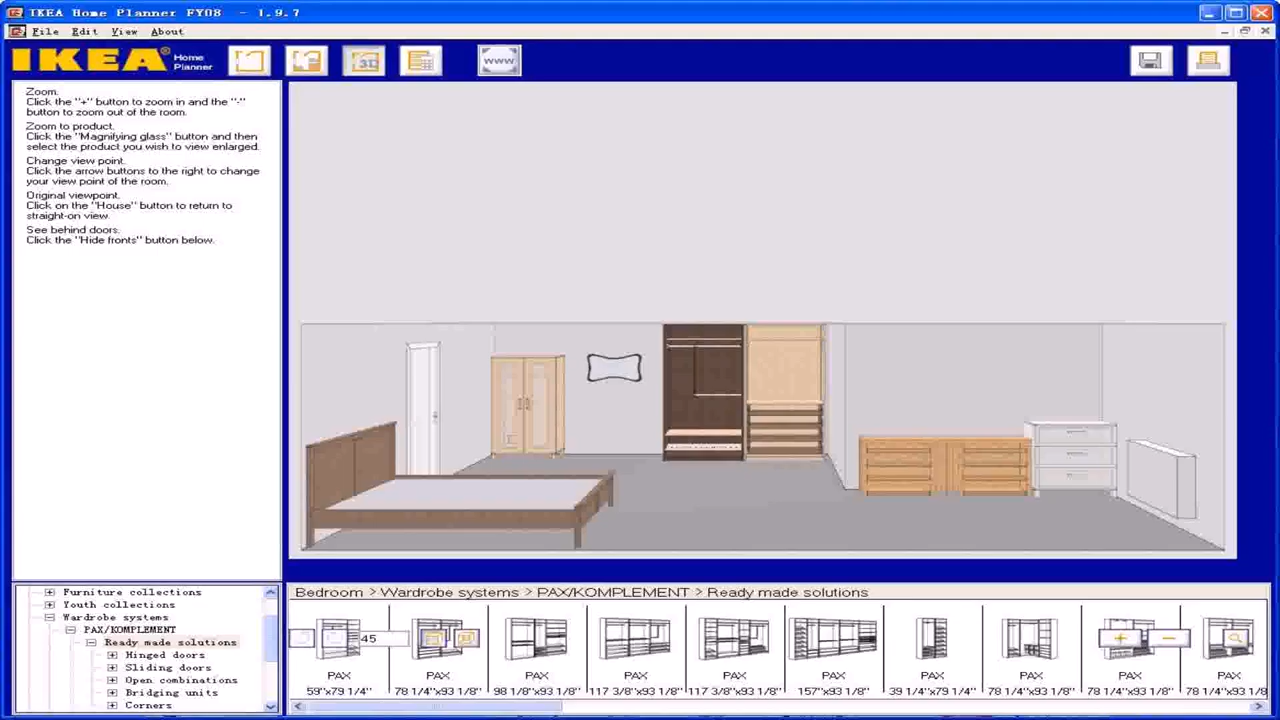 IKEA Home Planner FY08 - 1.9.7
File Edit View About
IKEA® Home Planner
3D
WWW
Zoom.
Click the "+" button to zoom in and the "-"
button to zoom out of the room.
Zoom to product.
Click the "Magnifying glass" button and then
select the product you wish to view enlarged.
Change view point.
Click the arrow buttons to the right to change
your view point of the room.
Original viewpoint.
Click on the "House" button to return to
straight-on view.
See behind doors.
Click the "Hide fronts" button below.
Furniture collections
Youth collections
Wardrobe systems
PAX/KOMPLEMENT
Ready made solutions
Hinged doors
Sliding doors
Open combinations
Bridging units
Corners
Bedroom > Wardrobe systems > PAX/KOMPLEMENT > Ready made solutions
45
PAX PAX PAX PAX PAX PAX PAX PAX PAX PAX
59"x79 1/4" 78 1/4"x93 1/8" 98 1/8"x93 1/8" 117 3/8"x93 1/8" 117 3/8"x93 1/8" 157"x93 1/8" 39 1/4"x79 1/4" 78 1/4"x93 1/8" 78 1/4"x93 1/8" 78 1/4"x93 1/8